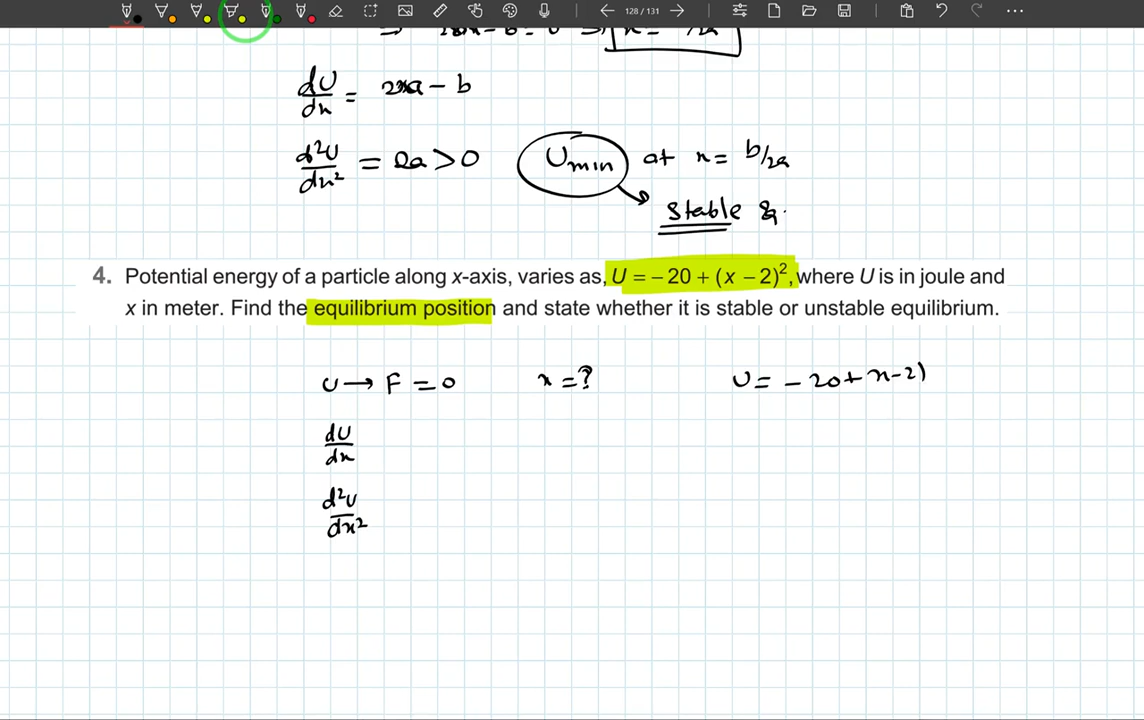 128 / 131
dU/dx = 2xa - b
d²U/dx² = 2a > 0 Umin at x = b/2a
Stable &.
4. Potential energy of a particle along x-axis, varies as, U = – 20 + (x – 2)², where U is in joule and
x in meter. Find the equilibrium position and state whether it is stable or unstable equilibrium.
U → F = 0 x = ? U = - 20 + x - 2)
dU/dx
d²U/dx²